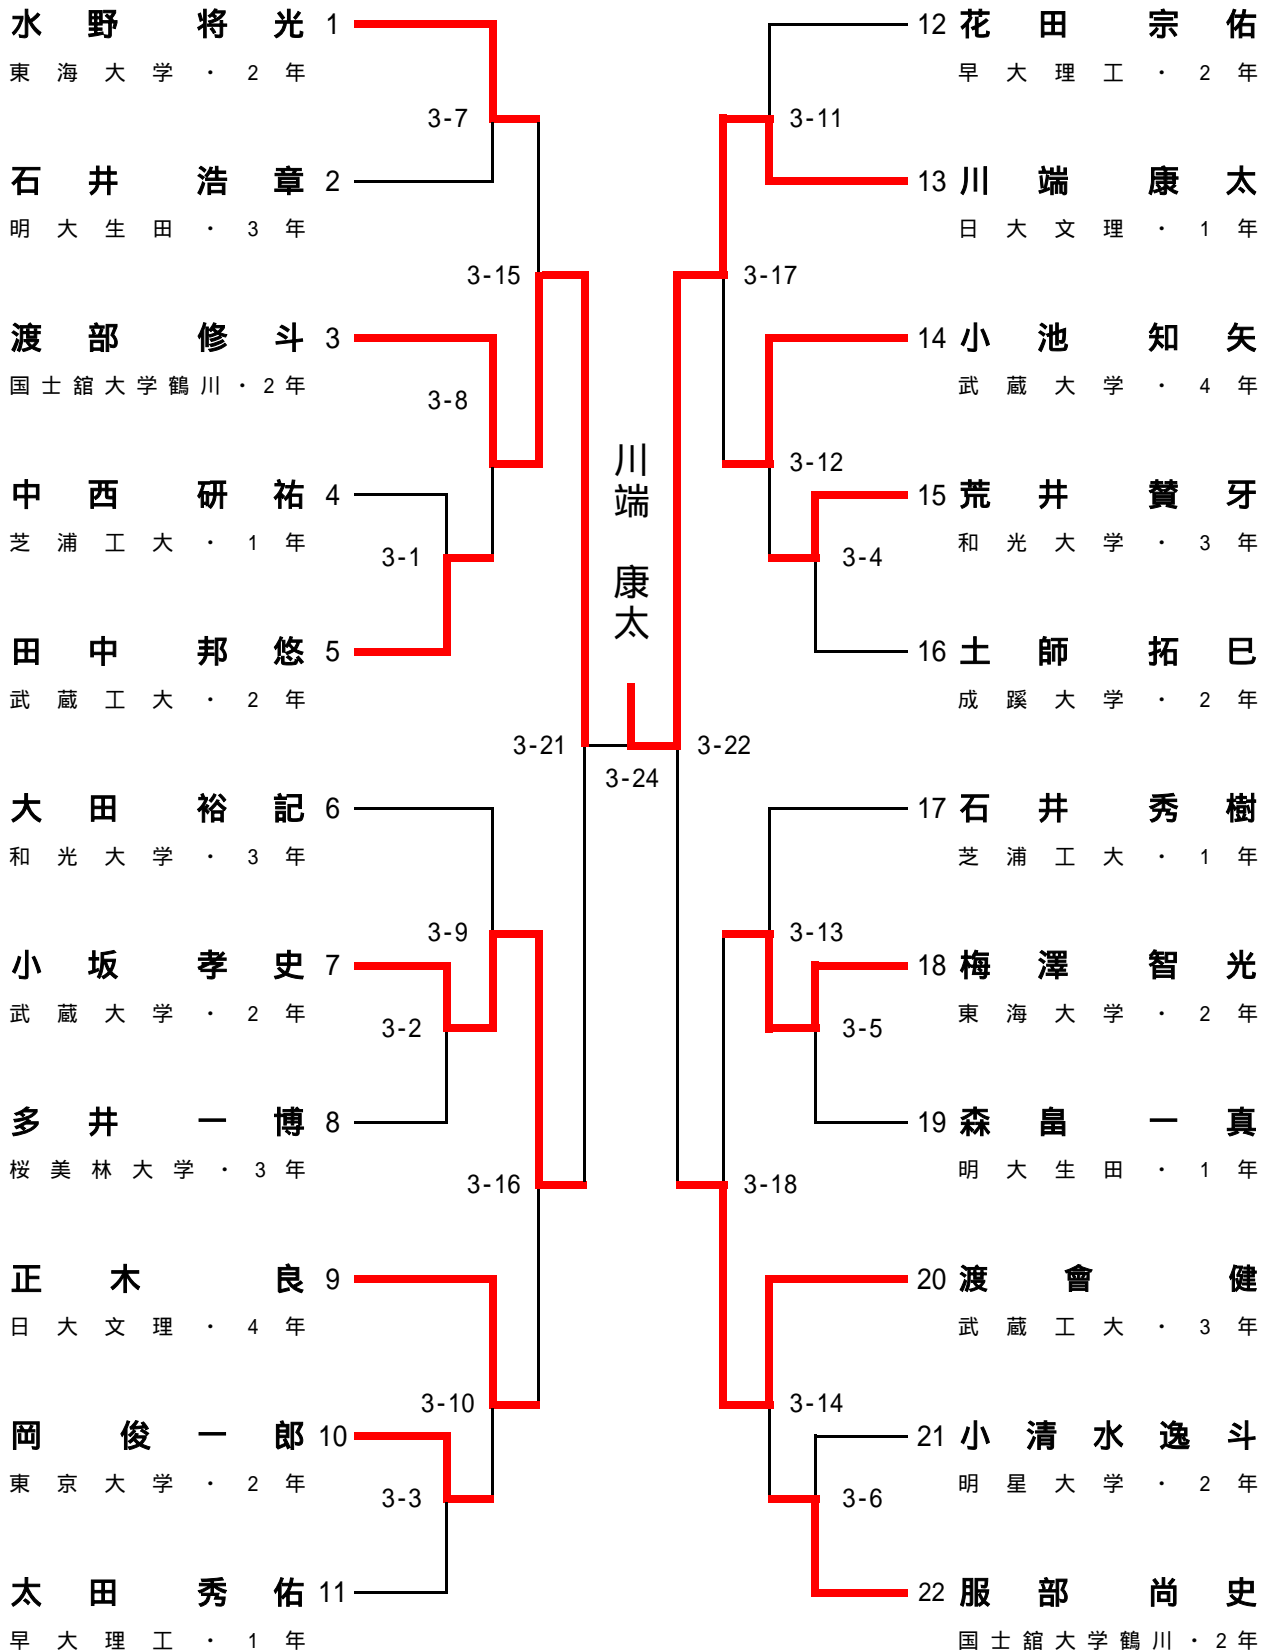 水野 将光 1
東海大学・2年
3-7
石井 浩章 2
明大生田・3年
3-15
渡部 修斗 3
国士舘大学鶴川・2年
3-8
中西 研祐 4
芝浦工大・1年
3-1
田中 邦悠 5
武蔵工大・2年
3-21
大田 裕記 6
和光大学・3年
3-9
小坂 孝史 7
武蔵大学・2年
3-2
多井 一博 8
桜美林大学・3年
3-16
正木 良 9
日大文理・4年
3-10
岡 俊一郎 10
東京大学・2年
3-3
太田 秀佑 11
早大理工・1年
川端 康太
3-24
12 花田 宗佑
早大理工・2年
3-11
13 川端 康太
日大文理・1年
3-17
14 小池 知矢
武蔵大学・4年
3-12
15 荒井 賛牙
和光大学・3年
3-4
16 土師 拓巳
成蹊大学・2年
3-22
17 石井 秀樹
芝浦工大・1年
3-13
18 梅澤 智光
東海大学・2年
3-5
19 森畠 一真
明大生田・1年
3-18
20 渡會 健
武蔵工大・3年
3-14
21 小清水逸斗
明星大学・2年
3-6
22 服部 尚史
国士舘大学鶴川・2年